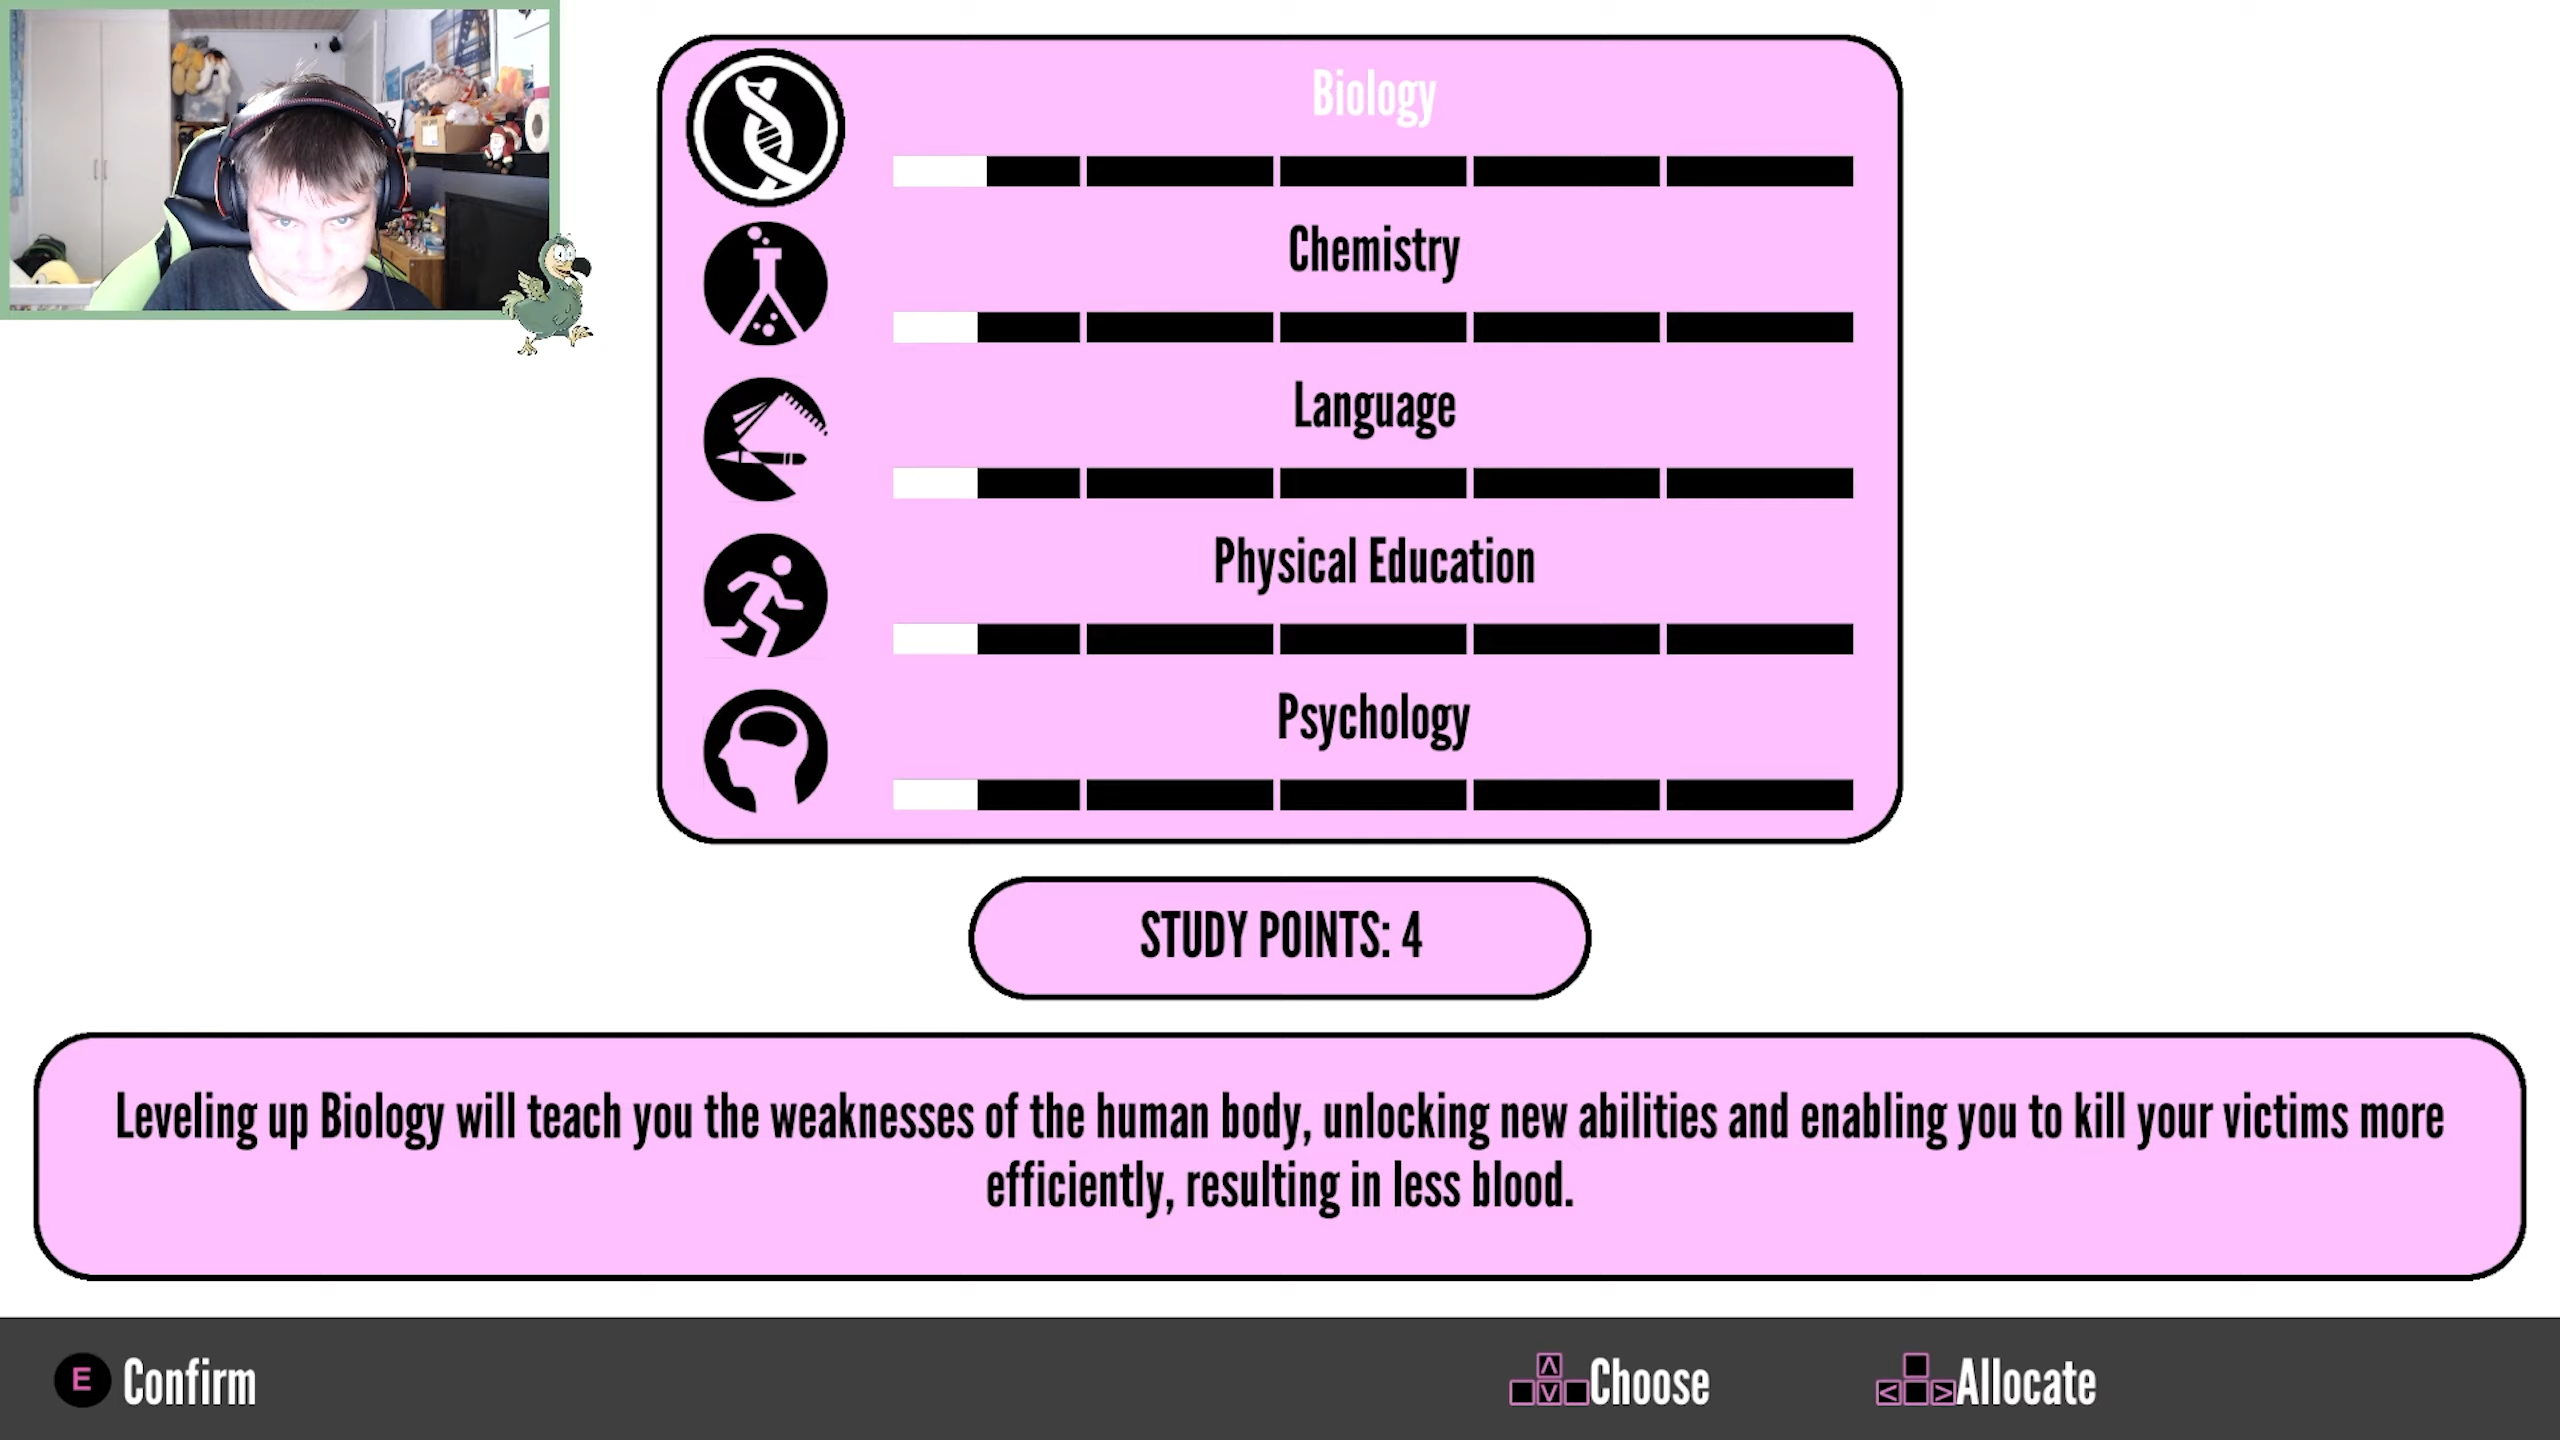 Biology
Chemistry
Language
Physical Education
Psychology
STUDY POINTS: 4
Leveling up Biology will teach you the weaknesses of the human body, unlocking new abilities and enabling you to kill your victims more
efficiently, resulting in less blood.
E Confirm
Choose
Allocate